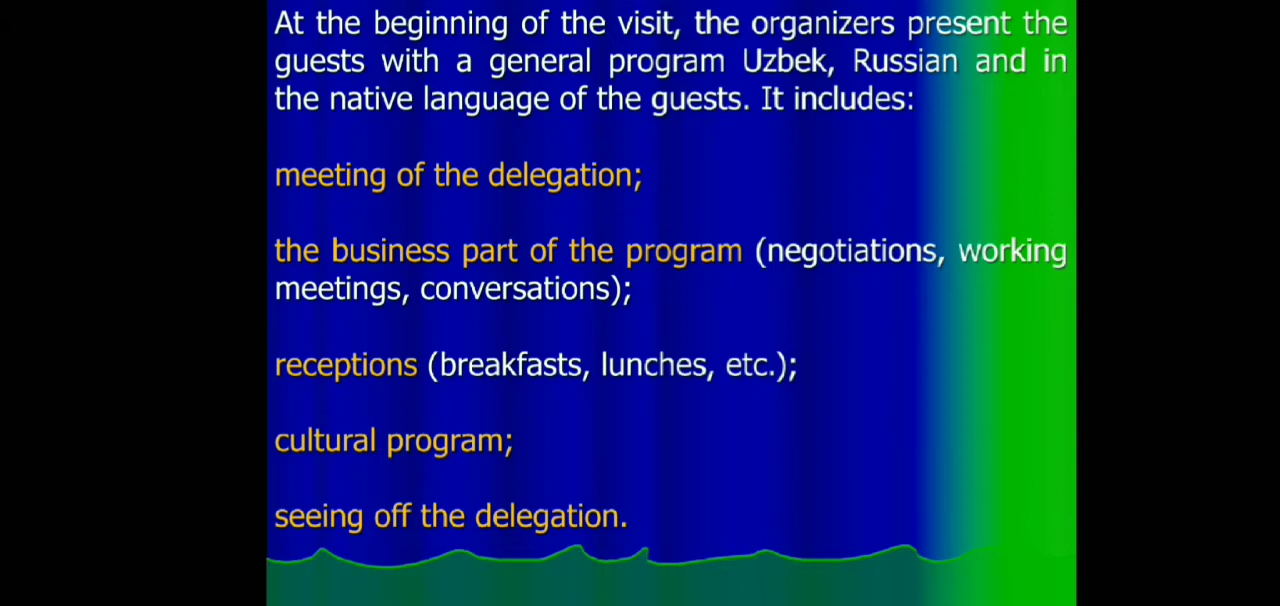 At the beginning of the visit, the organizers present the
guests with a general program Uzbek, Russian and in
the native language of the guests. It includes:
meeting of the delegation;
the business part of the program (negotiations, working
meetings, conversations);
receptions (breakfasts, lunches, etc.);
cultural program;
seeing off the delegation.